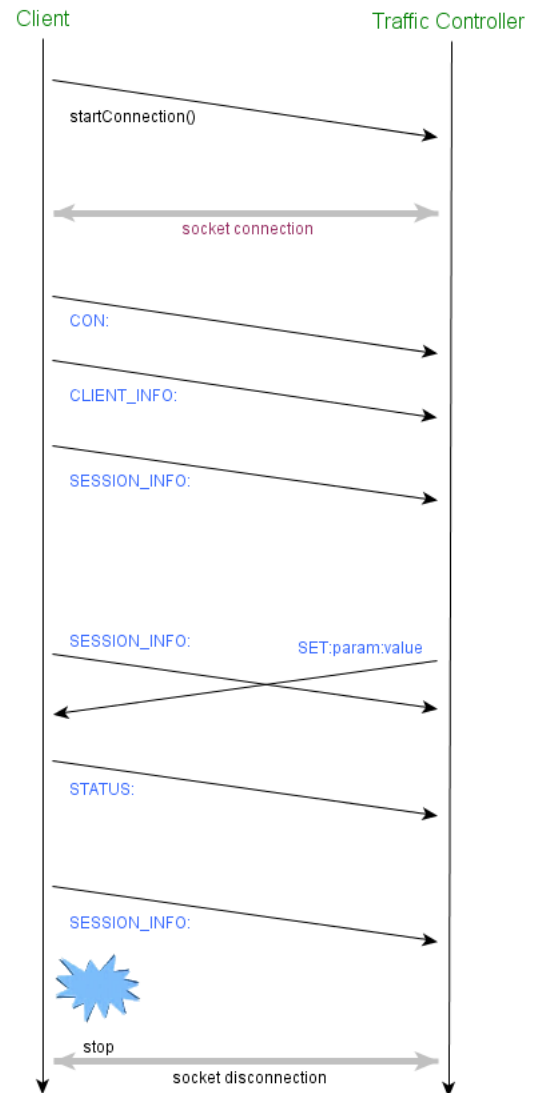 Client
Traffic Controller
startConnection()
socket connection
CON:
CLIENT_INFO:
SESSION_INFO:
SESSION_INFO:
SET:param:value
STATUS:
SESSION_INFO:
stop
socket disconnection